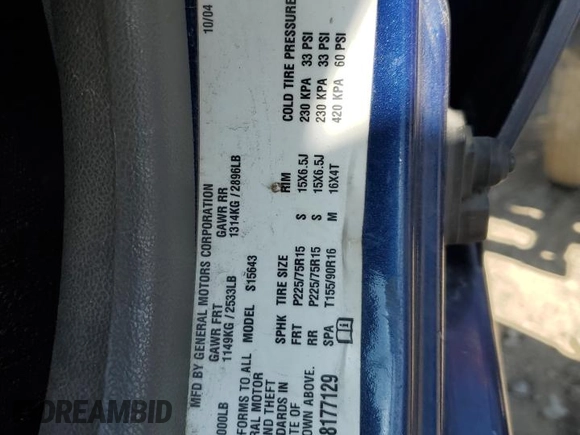 MFD BY GENERAL MOTORS CORPORATION
10/04
GAWR FRT
GAWR RR
1149KG / 2533LB
1314KG / 2896LB
000LB
MODEL S15643
FORMS TO ALL
MOTOR
AND THEFT
IN
OF
OWN ABOVE.
8177129
SPHK TIRE SIZE RIM COLD TIRE PRESSURE
FRT P225/75R15 S 15X6.5J 230 KPA 33 PSI
RR P225/75R15 S 15X6.5J 230 KPA 33 PSI
SPA T155/90R16 M 16X4T 420 KPA 60 PSI
DREAMBID